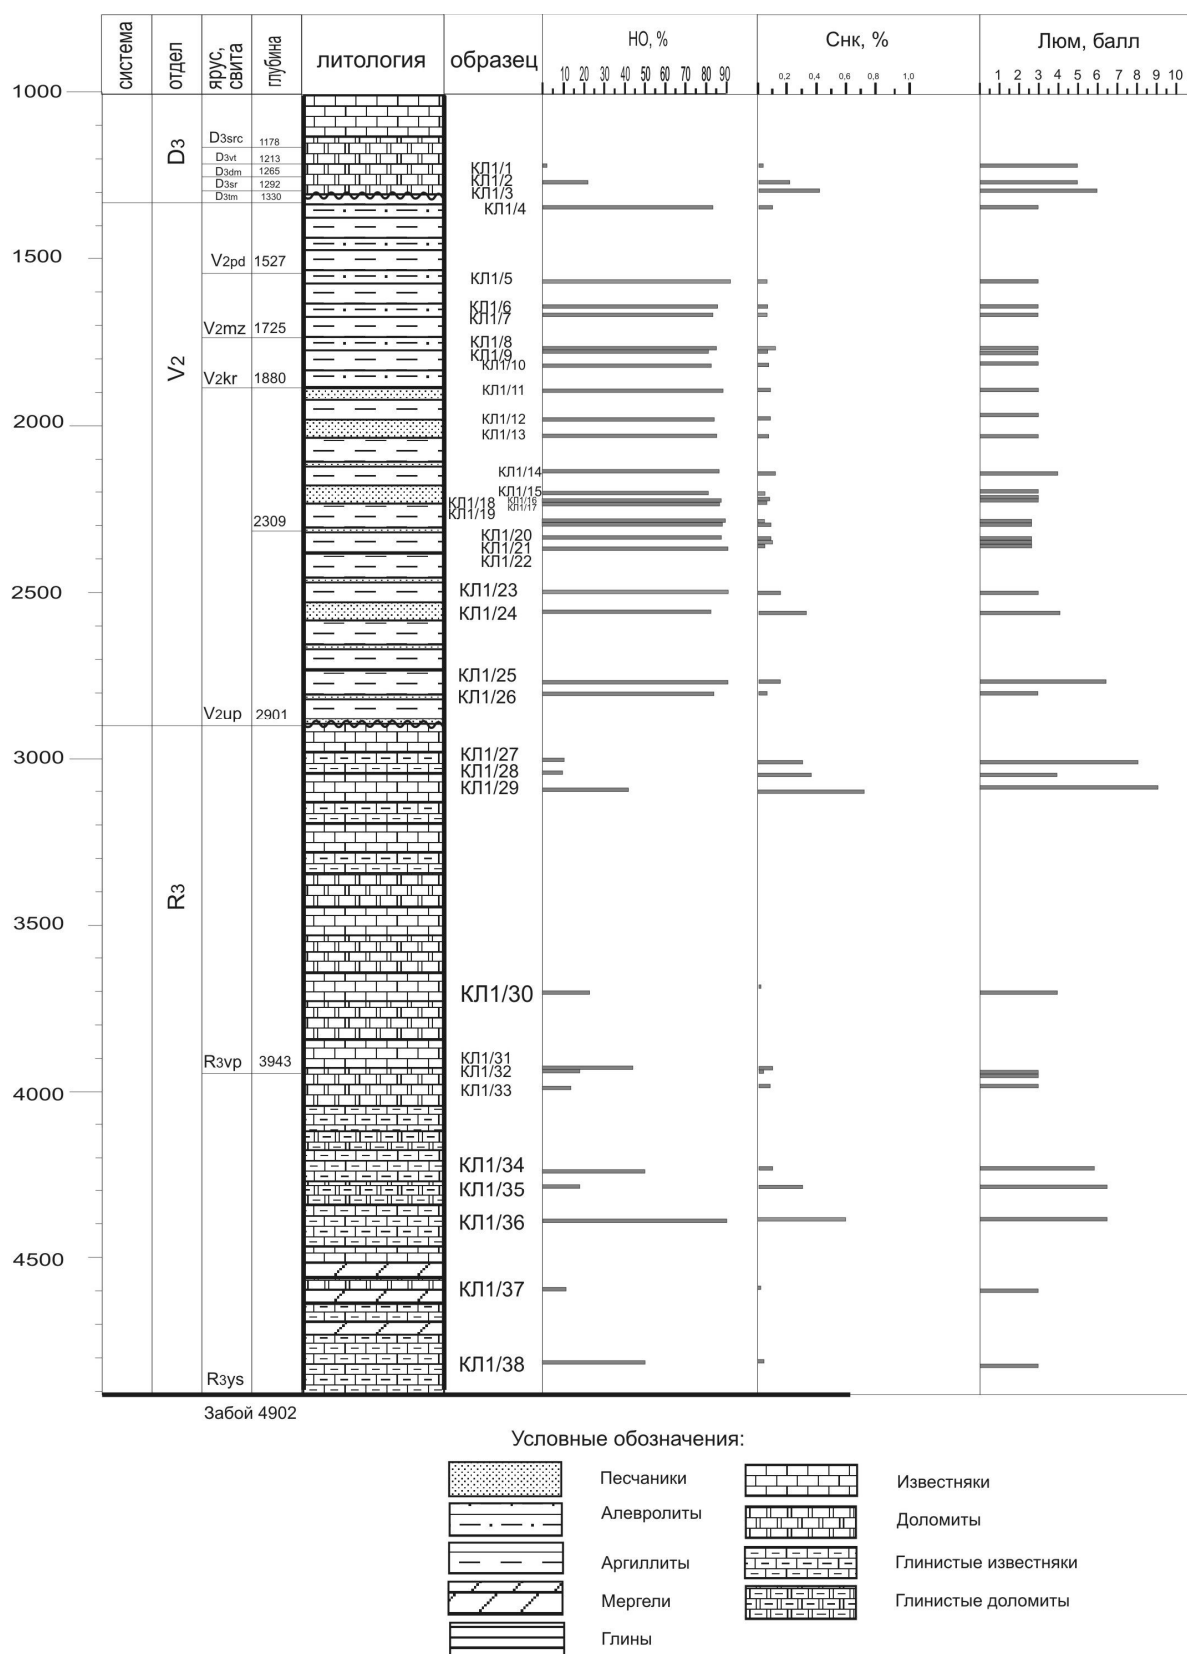 система
отдел
ярус,
свита
глубина
литология
образец
НО, %
10 20 30 40 50 60 70 80 90
Снк, %
0,2 0,4 0,6 0,8 1,0
Люм, балл
1 2 3 4 5 6 7 8 9 10
1000
D3
D3src 1178
D3vt 1213
D3dm 1265
D3sr 1292
D3tm 1330
КЛ1/1
КЛ1/2
КЛ1/3
КЛ1/4
1500
V2
V2pd 1527
КЛ1/5
КЛ1/6
КЛ1/7
V2mz 1725
КЛ1/8
КЛ1/9
КЛ1/10
V2kr 1880
КЛ1/11
2000
КЛ1/12
КЛ1/13
КЛ1/14
КЛ1/15
КЛ1/18 КЛ1/16
КЛ1/17
КЛ1/19
2309
КЛ1/20
КЛ1/21
КЛ1/22
2500
КЛ1/23
КЛ1/24
КЛ1/25
КЛ1/26
V2up 2901
3000
КЛ1/27
КЛ1/28
КЛ1/29
R3
3500
КЛ1/30
R3vp 3943
КЛ1/31
КЛ1/32
КЛ1/33
4000
КЛ1/34
КЛ1/35
КЛ1/36
4500
КЛ1/37
КЛ1/38
R3ys
Забой 4902
Условные обозначения:
Песчаники
Алевролиты
Аргиллиты
Мергели
Глины
Известняки
Доломиты
Глинистые известняки
Глинистые доломиты